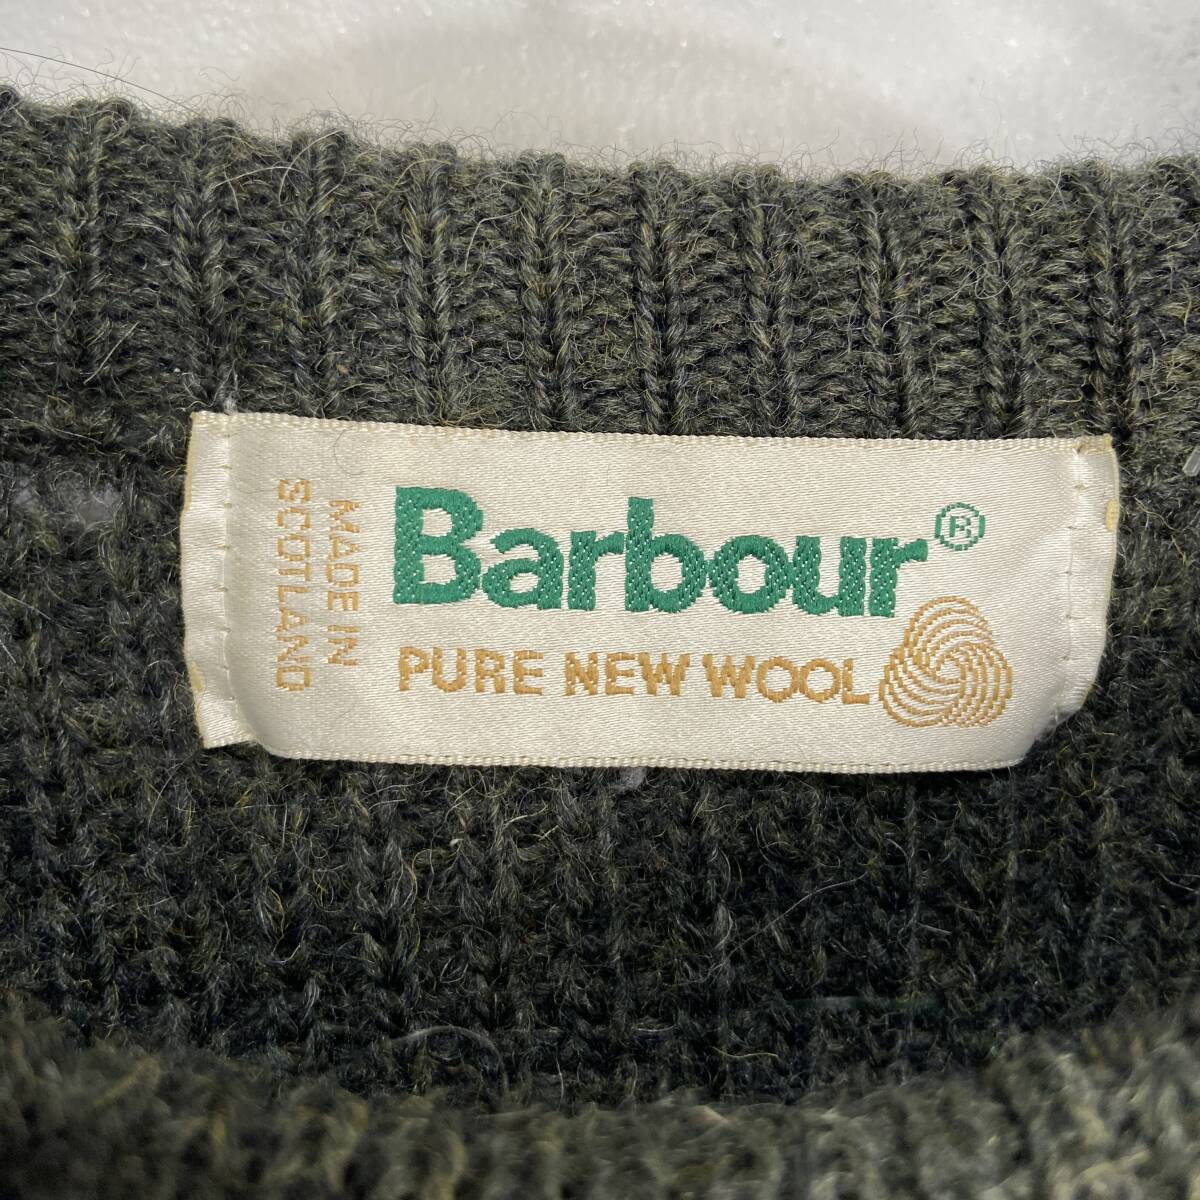 Barbour®
PURE NEW WOOL
MADE IN
SCOTLAND